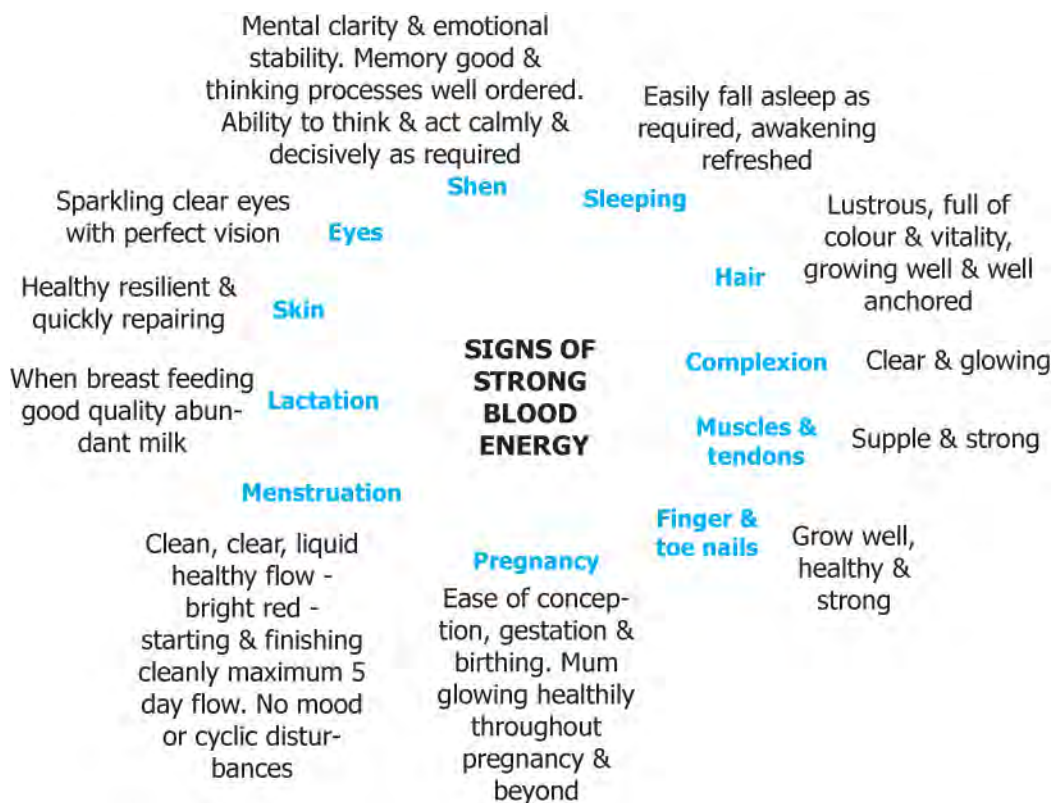 Mental clarity & emotional
stability. Memory good &
thinking processes well ordered.
Ability to think & act calmly &
decisively as required
Shen
Easily fall asleep as
required, awakening
refreshed
Sleeping
Lustrous, full of
colour & vitality,
growing well & well
anchored
Hair
Complexion
Clear & glowing
Muscles &
tendons
Supple & strong
Finger &
toe nails
Grow well,
healthy &
strong
Pregnancy
Ease of concep-
tion, gestation &
birthing. Mum
glowing healthily
throughout
pregnancy &
beyond
Menstruation
Clean, clear, liquid
healthy flow -
bright red -
starting & finishing
cleanly maximum 5
day flow. No mood
or cyclic distur-
bances
When breast feeding
good quality abun-
dant milk
Lactation
Healthy resilient &
quickly repairing
Skin
Sparkling clear eyes
with perfect vision
Eyes
SIGNS OF
STRONG
BLOOD
ENERGY